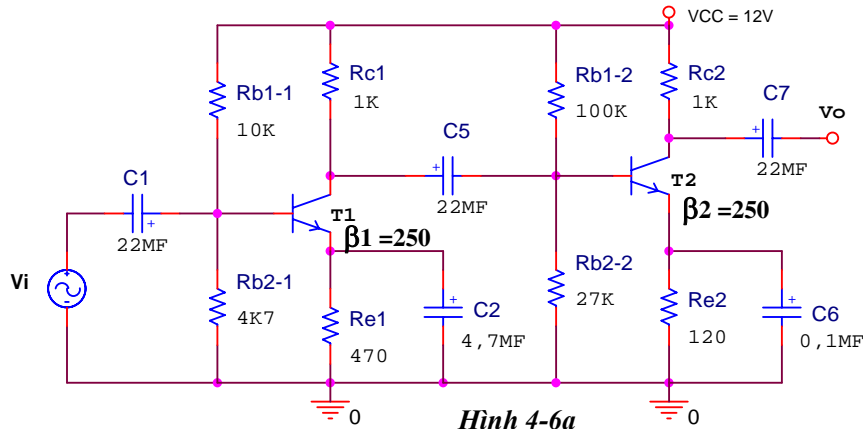 VCC = 12V
Rb1-1
10K
Rc1
1K
Rb1-2
100K
Rc2
1K
C7
22MF
Vo
C1
22MF
C5
22MF
T1
β1 =250
T2
β2 =250
Vi
Rb2-1
4K7
Re1
470
C2
4,7MF
Rb2-2
27K
Re2
120
C6
0,1MF
0
0
Hình 4-6a